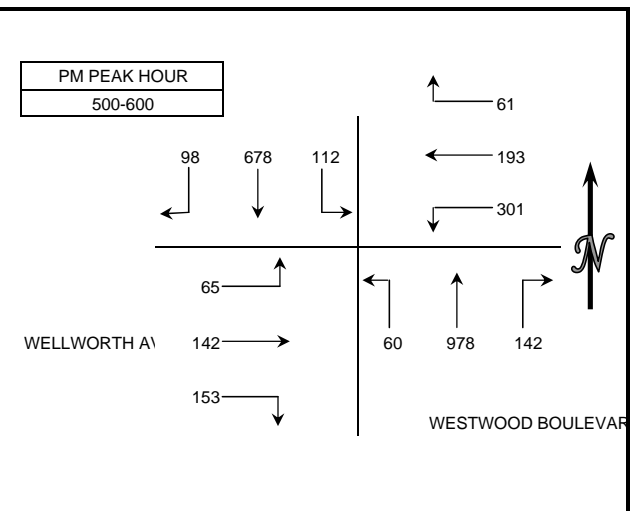 PM PEAK HOUR
500-600
61
98 678 112
193
301
N
65
WELLWORTH AV
142
60 978 142
153
WESTWOOD BOULEVAR